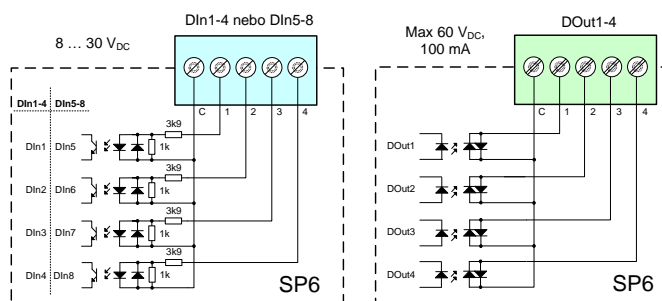 DIn1-4 nebo DIn5-8
8 ... 30 VDC
C 1 2 3 4
DIn1-4 DIn5-8
3k9
DIn1 DIn5 1k
3k9
DIn2 DIn6 1k
3k9
DIn3 DIn7 1k
3k9
DIn4 DIn8 1k
SP6
DOut1-4
Max 60 VDC,
100 mA
C 1 2 3 4
DOut1
DOut2
DOut3
DOut4
SP6